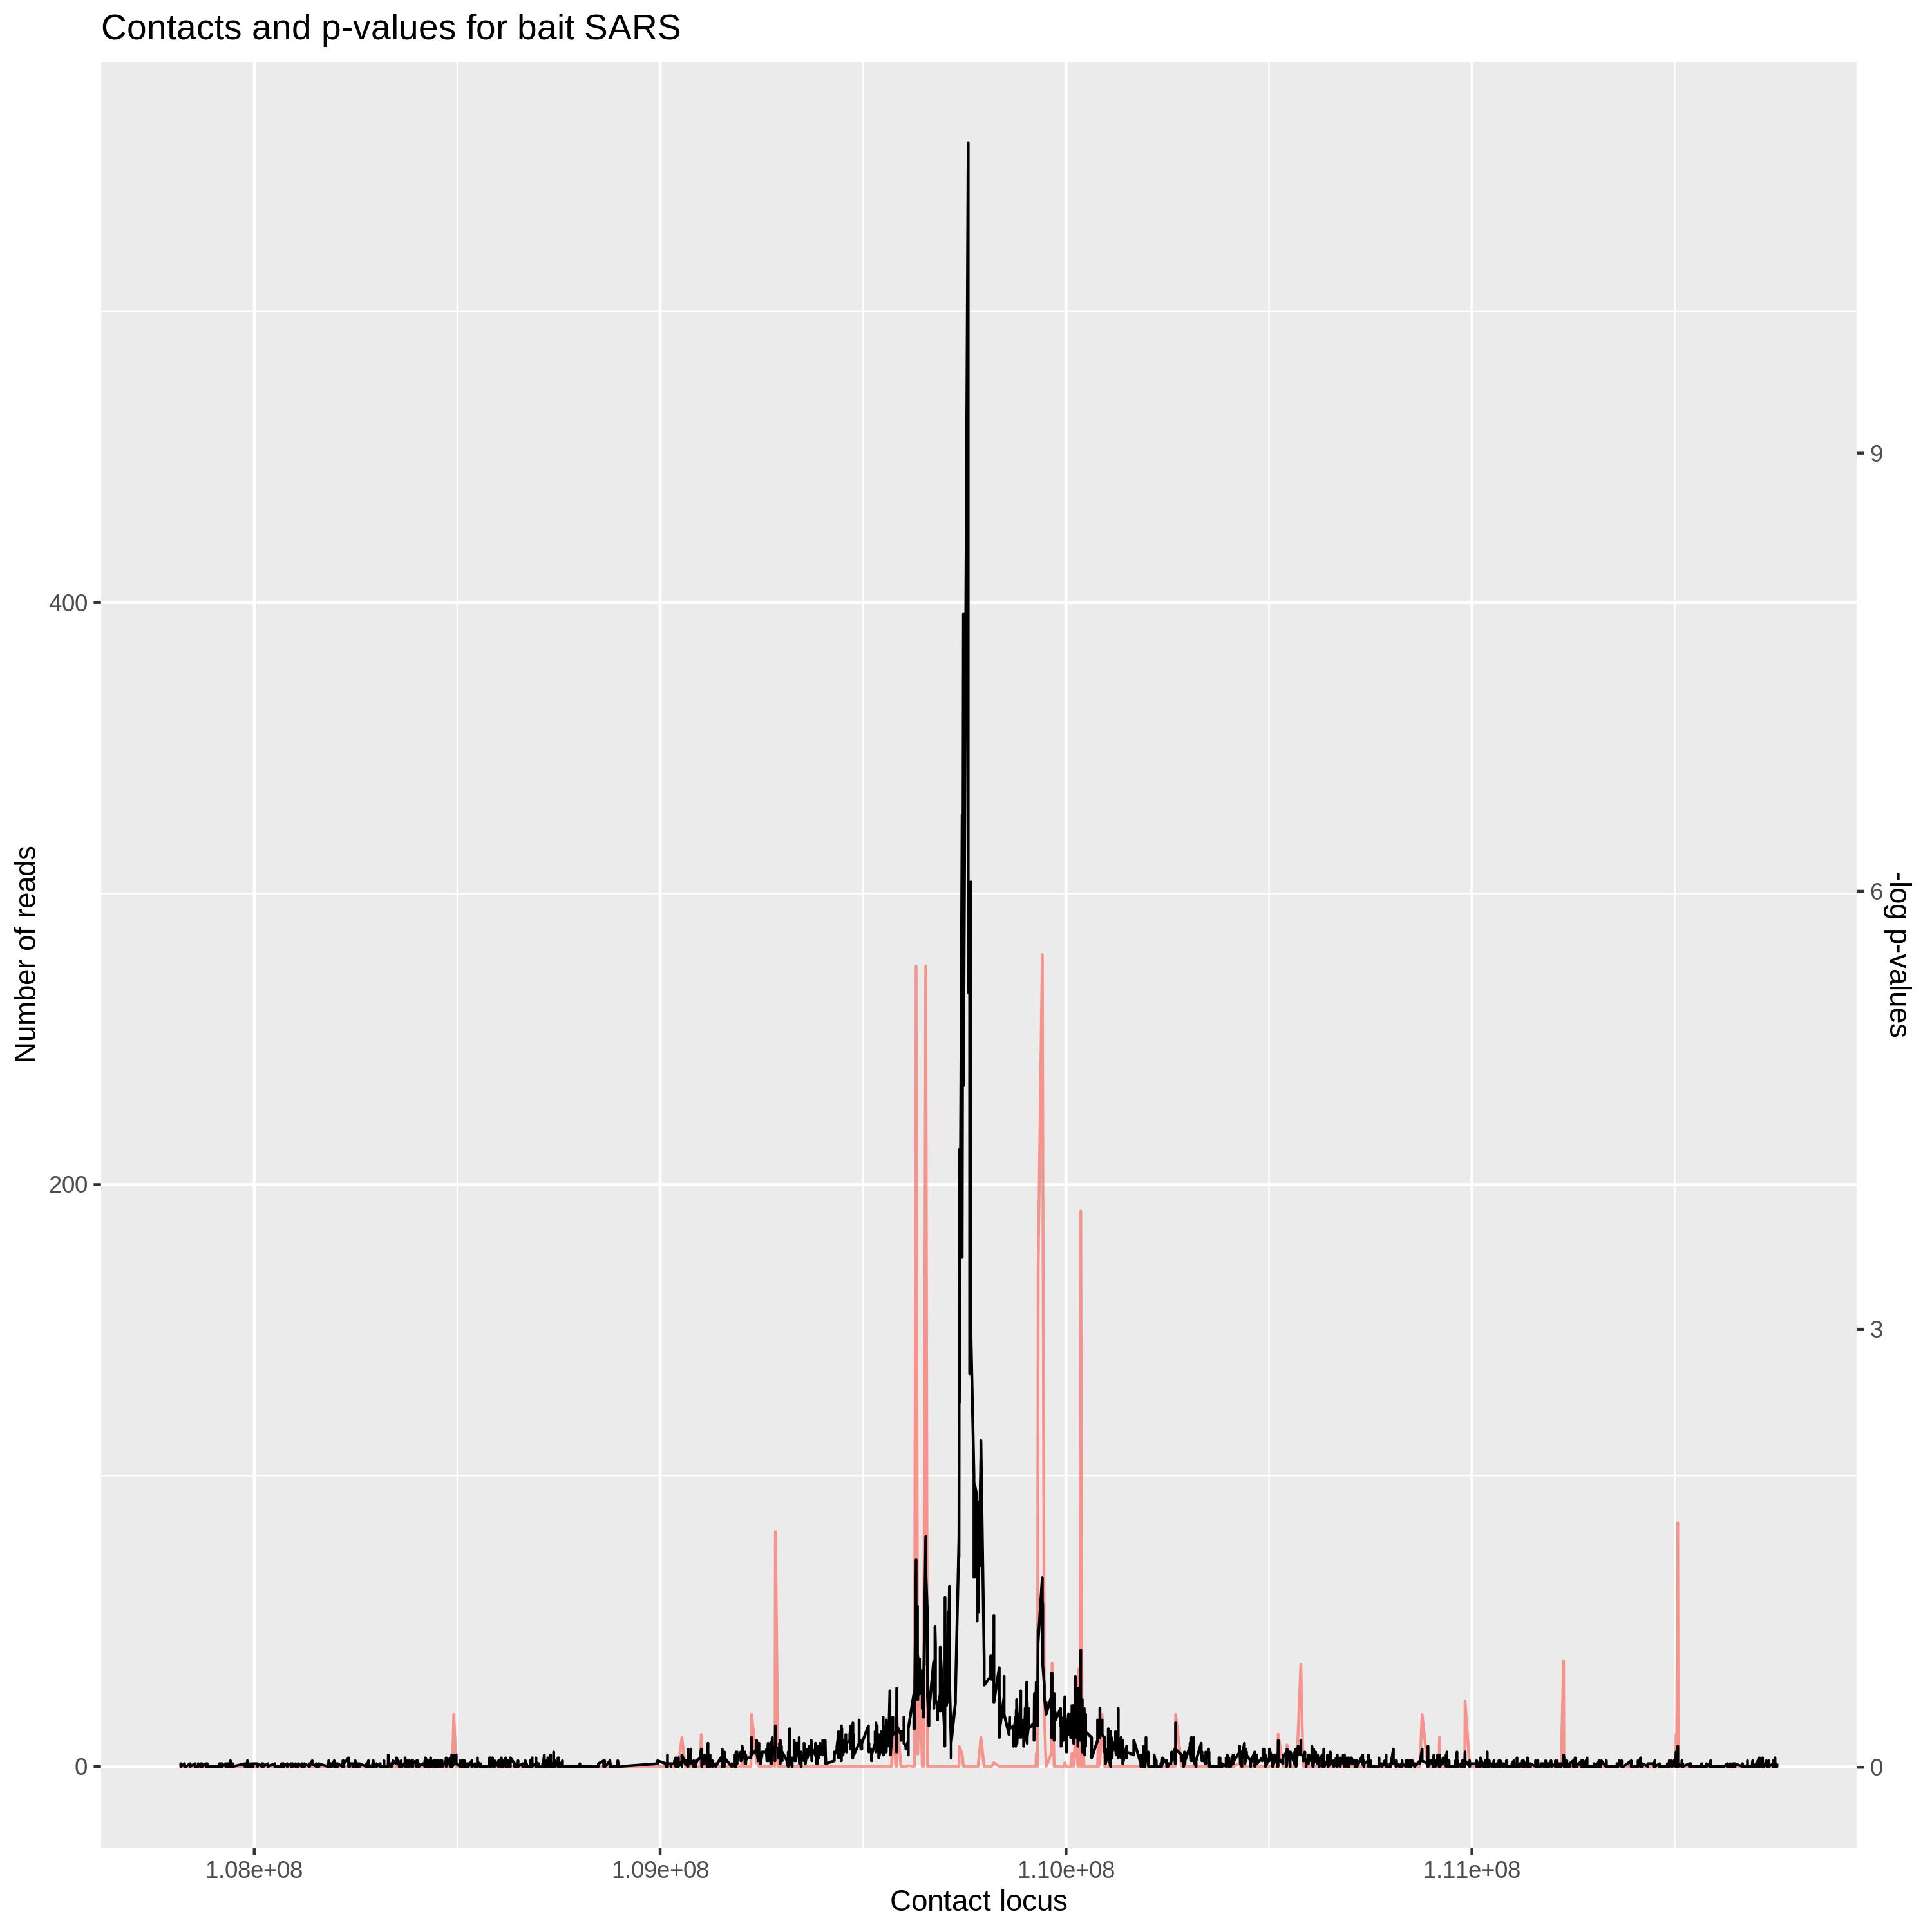 Contacts and p-values for bait SARS
400
200
0
Number of reads
9
6
3
0
-log p-values
1.08e+08
1.09e+08
1.10e+08
1.11e+08
Contact locus